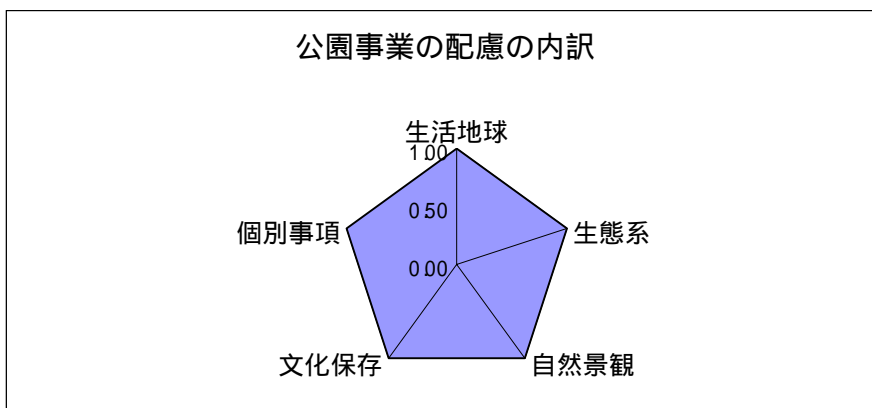 公園事業の配慮の内訳
生活地球
1.00
0.50
0.00
個別事項
生態系
文化保存
自然景観